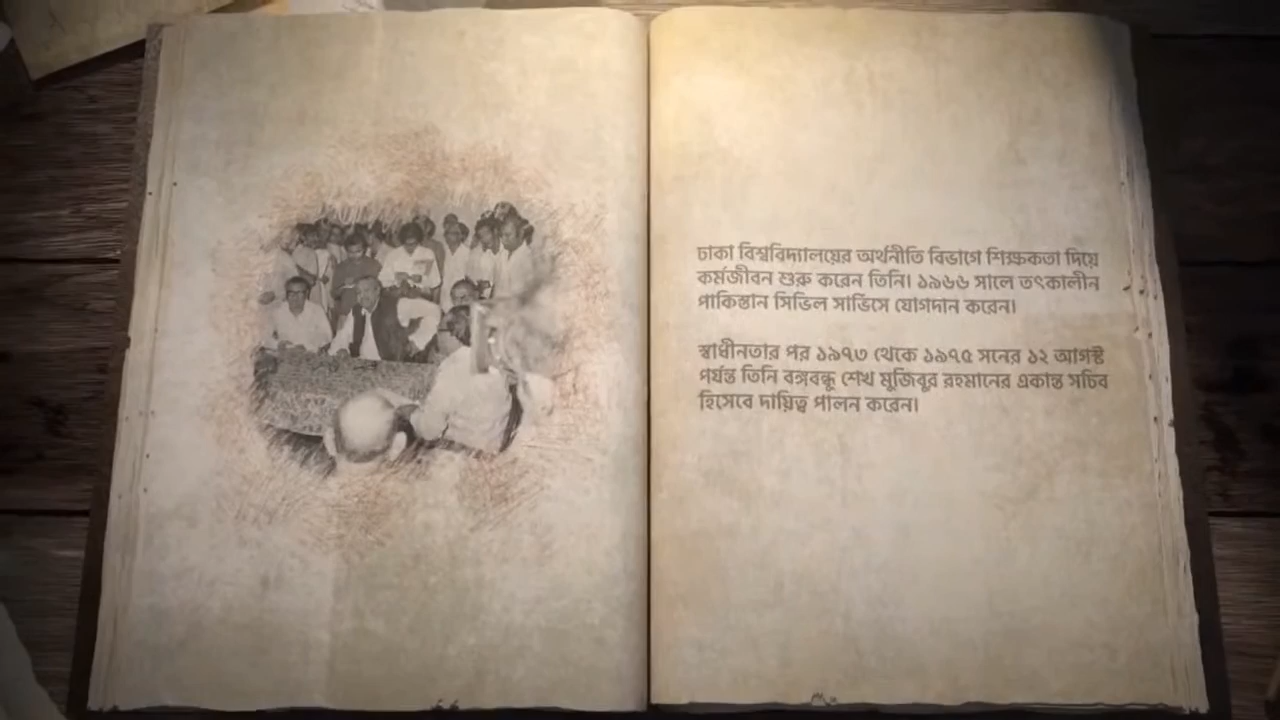 ঢাকা বিশ্ববিদ্যালয়ের অর্থনীতি বিভাগে শিক্ষকতা দিয়ে
কর্মজীবন শুরু করেন তিনি। ১৯৬৬ সালে তৎকালীন
পাকিস্তান সিভিল সার্ভিসে যোগদান করেন।
স্বাধীনতার পর ১৯৭৩ থেকে ১৯৭৫ সনের ১২ আগস্ট
পর্যন্ত তিনি বঙ্গবন্ধু শেখ মুজিবুর রহমানের একান্ত সচিব
হিসেবে দায়িত্ব পালন করেন।